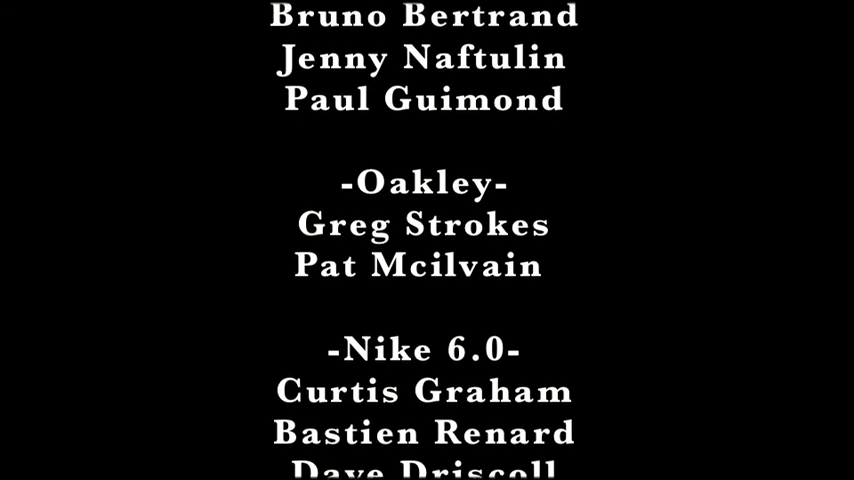 Bruno Bertrand
Jenny Naftulin
Paul Guimond
-Oakley-
Greg Strokes
Pat Mcilvain
-Nike 6.0-
Curtis Graham
Bastien Renard
Dave Driscoll